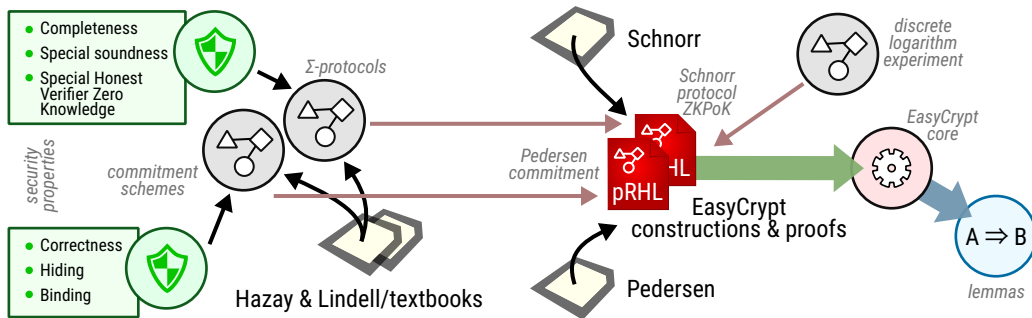 Completeness
Special soundness
Special Honest
Verifier Zero
Knowledge
Σ-protocols
Schnorr
Schnorr
protocol
ZKPoK
discrete
logarithm
experiment
EasyCrypt
core
security
properties
commitment
schemes
Pedersen
commitment
HL
pRHL
EasyCrypt
constructions & proofs
A ⇒ B
lemmas
Correctness
Hiding
Binding
Hazay & Lindell/textbooks
Pedersen